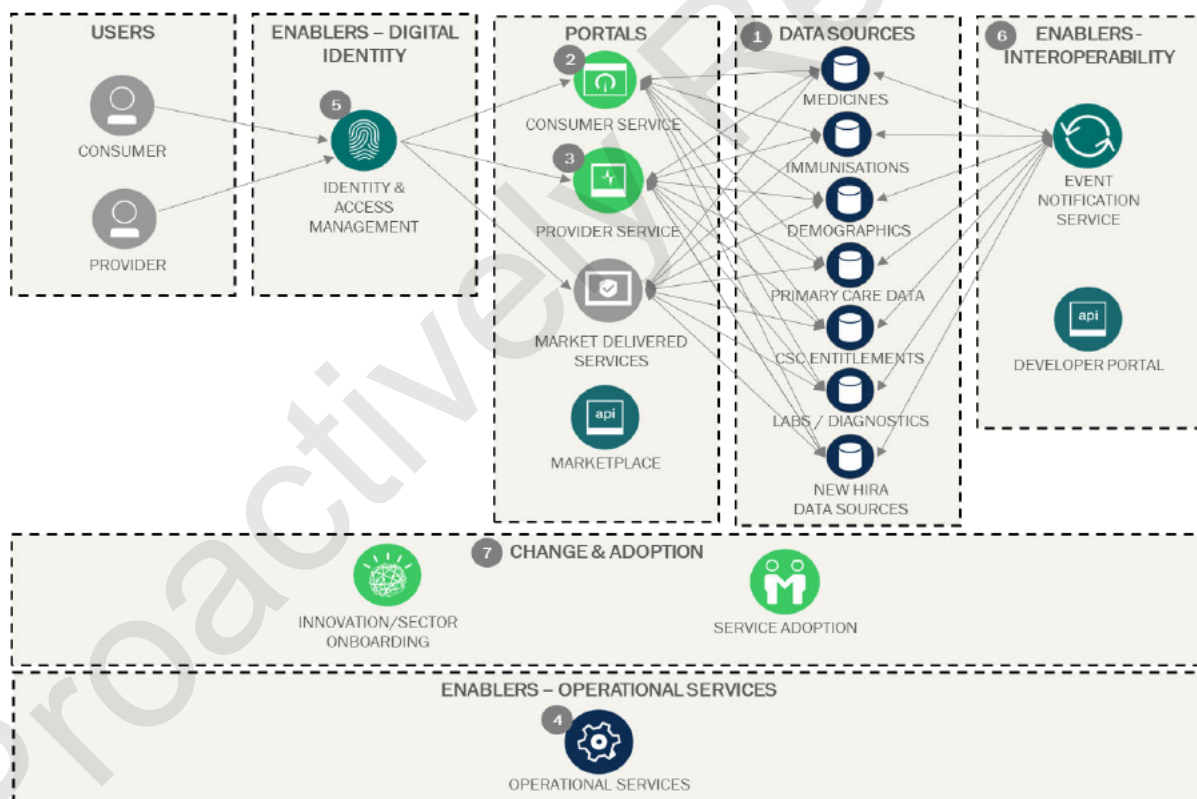 USERS
CONSUMER
PROVIDER
ENABLERS – DIGITAL
IDENTITY
5
IDENTITY &
ACCESS
MANAGEMENT
PORTALS
2
CONSUMER SERVICE
3
PROVIDER SERVICE
MARKET DELIVERED
SERVICES
api
MARKETPLACE
1 DATA SOURCES
MEDICINES
IMMUNISATIONS
DEMOGRAPHICS
PRIMARY CARE DATA
CSC ENTITLEMENTS
LABS / DIAGNOSTICS
NEW HIRA
DATA SOURCES
6 ENABLERS -
INTEROPERABILITY
EVENT
NOTIFICATION
SERVICE
api
DEVELOPER PORTAL
7 CHANGE & ADOPTION
INNOVATION/SECTOR
ONBOARDING
SERVICE ADOPTION
ENABLERS – OPERATIONAL SERVICES
4
OPERATIONAL SERVICES
Proactively Re